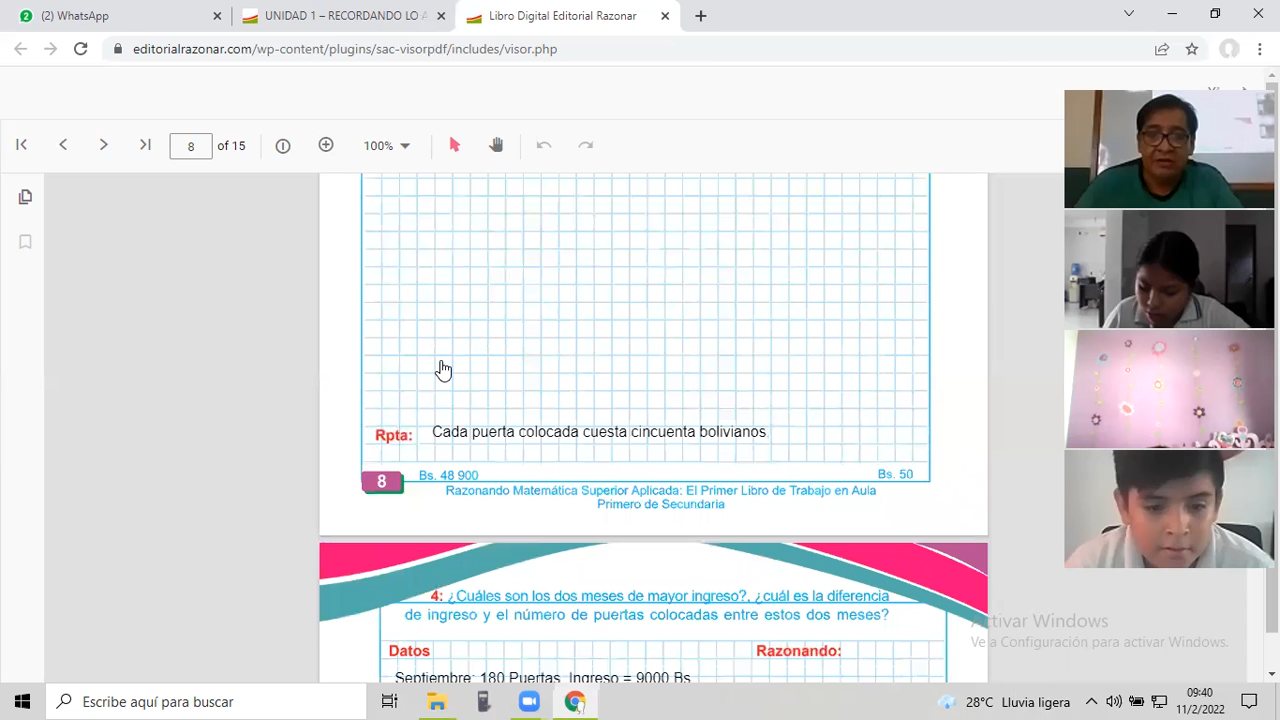 (2) WhatsApp
UNIDAD 1 – RECORDANDO LO A
Libro Digital Editorial Razonar
editorialrazonar.com/wp-content/plugins/sac-visorpdf/includes/visor.php
8 of 15
100%
Rpta: Cada puerta colocada cuesta cincuenta bolivianos
Bs. 48 900
Bs. 50
8
Razonando Matemática Superior Aplicada: El Primer Libro de Trabajo en Aula
Primero de Secundaria
4: ¿Cuáles son los dos meses de mayor ingreso?, ¿cuál es la diferencia
de ingreso y el número de puertas colocadas entre estos dos meses?
Datos
Razonando:
Septiembre: 180 Puertas Ingreso = 9000 Bs
Activar Windows
Ve a Configuración para activar Windows.
Escribe aquí para buscar
28°C Lluvia ligera
09:40
11/2/2022